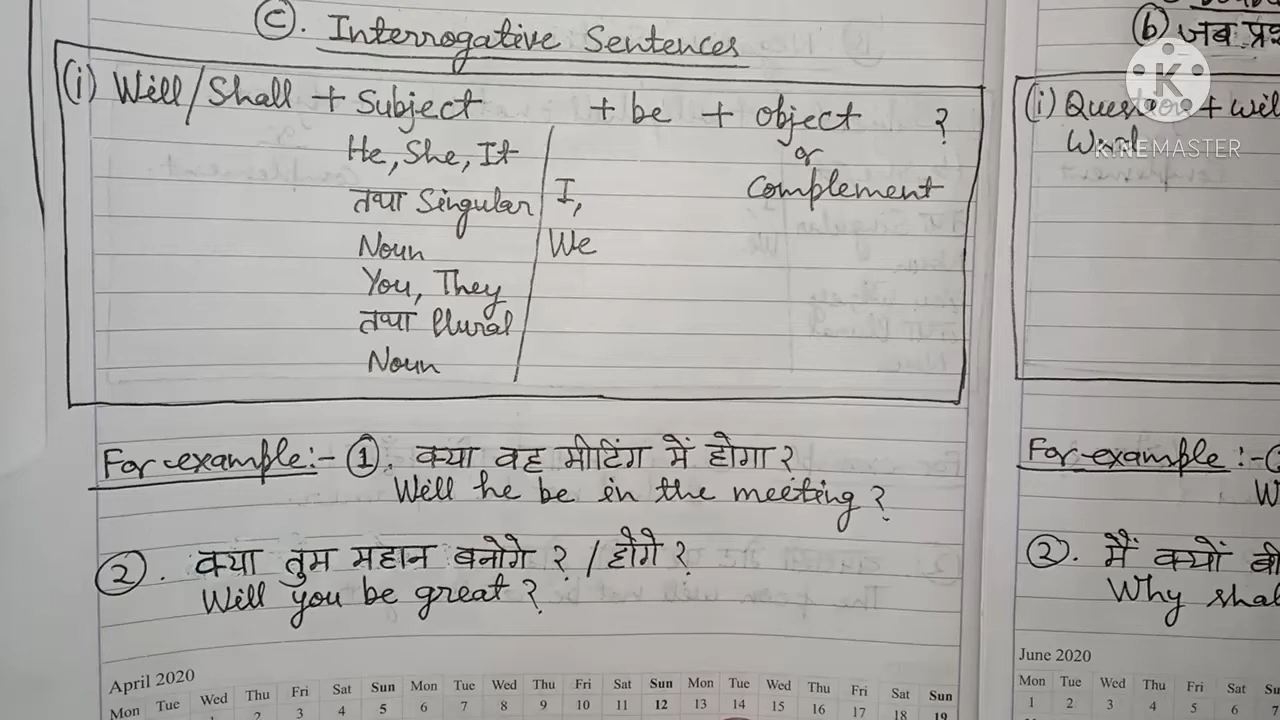 C. Interrogative Sentences
(i) Will/Shall + Subject + be + object ?
He, She, It or
तथा Singular I, Complement
Noun We
You, They
तथा Plural
Noun
For example:- 1. क्या वह मीटिंग में होगा ?
Will he be in the meeting ?
2. क्या तुम महान बनोगे ? / होगे ?
Will you be great ?
April 2020
Mon Tue Wed Thu Fri Sat Sun Mon Tue Wed Thu Fri Sat Sun Mon Tue Wed Thu Fri Sat Sun
2 3 4 5 6 7 8 9 10 11 12 13 14 15 16 17 18 19
(b) जब
K
KINEMASTER
(i) Question +
Word
For example :-
W
2. मैं क्यों
Why
June 2020
Mon Tue Wed Thu Fri Sat
1 2 3 4 5 6